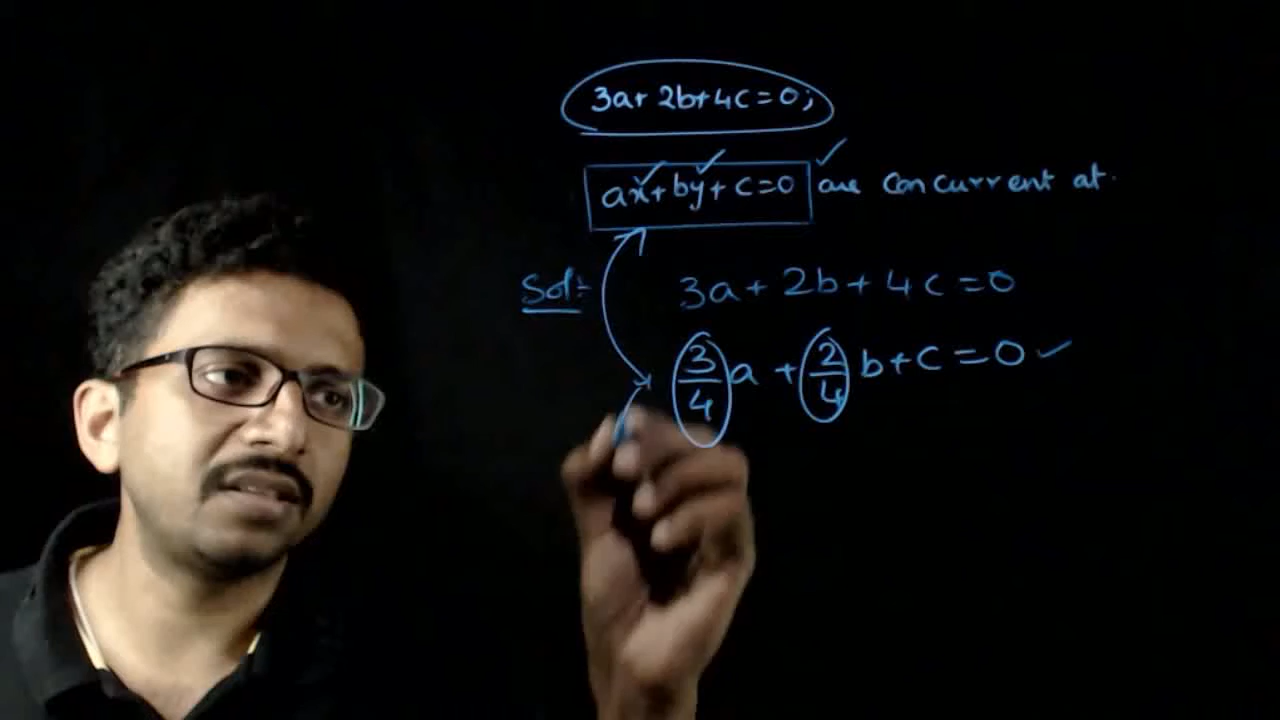 3a+ 2b+4c=0;
ax+by+c=0 are concurrent at.
Sol:-
3a+2b+4c=0
3/4 a + 2/4 b+c=0